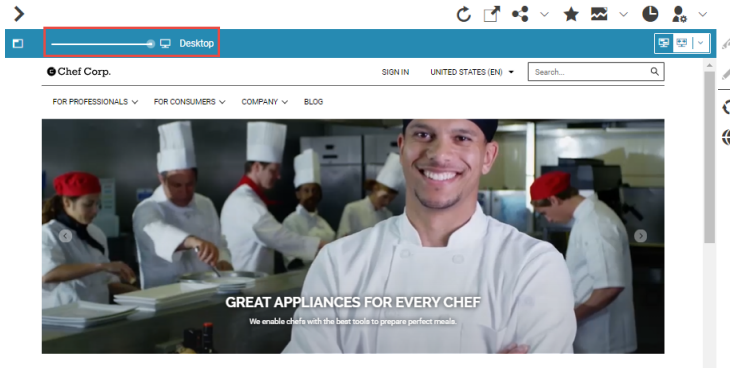 Desktop
Chef Corp.
SIGN IN UNITED STATES (EN) Search...
FOR PROFESSIONALS FOR CONSUMERS COMPANY BLOG
GREAT APPLIANCES FOR EVERY CHEF
We enable chefs with the best tools to prepare perfect meals.